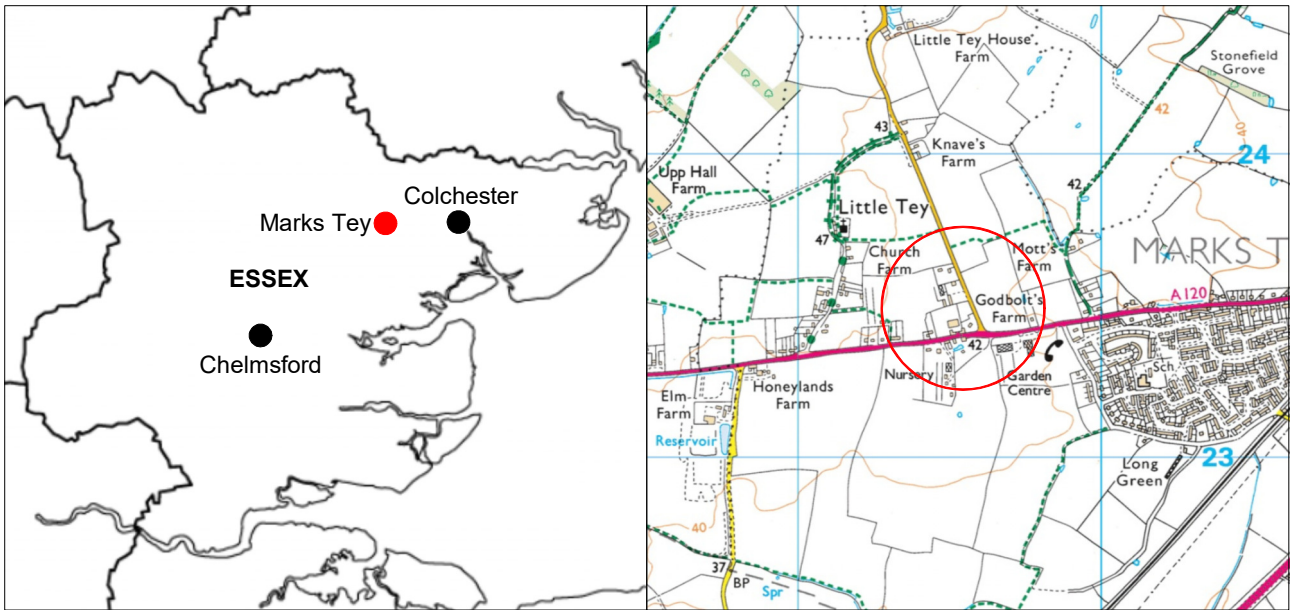 Colchester
Marks Tey
ESSEX
Chelmsford
Little Tey House
Farm
Stonefield
Grove
42
40
43
Knave's
Farm
24
Upp Hall
Farm
42
Little Tey
47
Church
Farm
Mott's
Farm
MARKS T
A120
Godbolt's
Farm
42
Nursery
Garden
Centre
Sch
Elm
Farm
Honeylands
Farm
Reservoir
Long
Green
23
40
37
BP
Spr